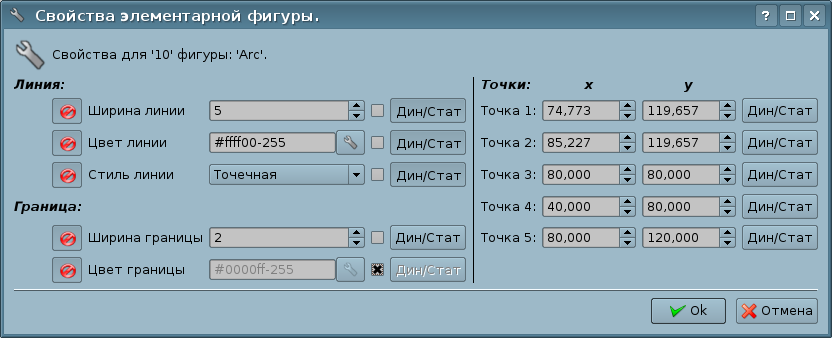 Свойства элементарной фигуры.
Свойства для '10' фигуры: 'Arc'.
Линия:
Ширина линии 5 Дин/Стат
Цвет линии #ffff00-255 Дин/Стат
Стиль линии Точечная Дин/Стат
Граница:
Ширина границы 2 Дин/Стат
Цвет границы #0000ff-255 Дин/Стат
Точки: x y
Точка 1: 74,773 119,657 Дин/Стат
Точка 2: 85,227 119,657 Дин/Стат
Точка 3: 80,000 80,000 Дин/Стат
Точка 4: 40,000 80,000 Дин/Стат
Точка 5: 80,000 120,000 Дин/Стат
Ok Отмена